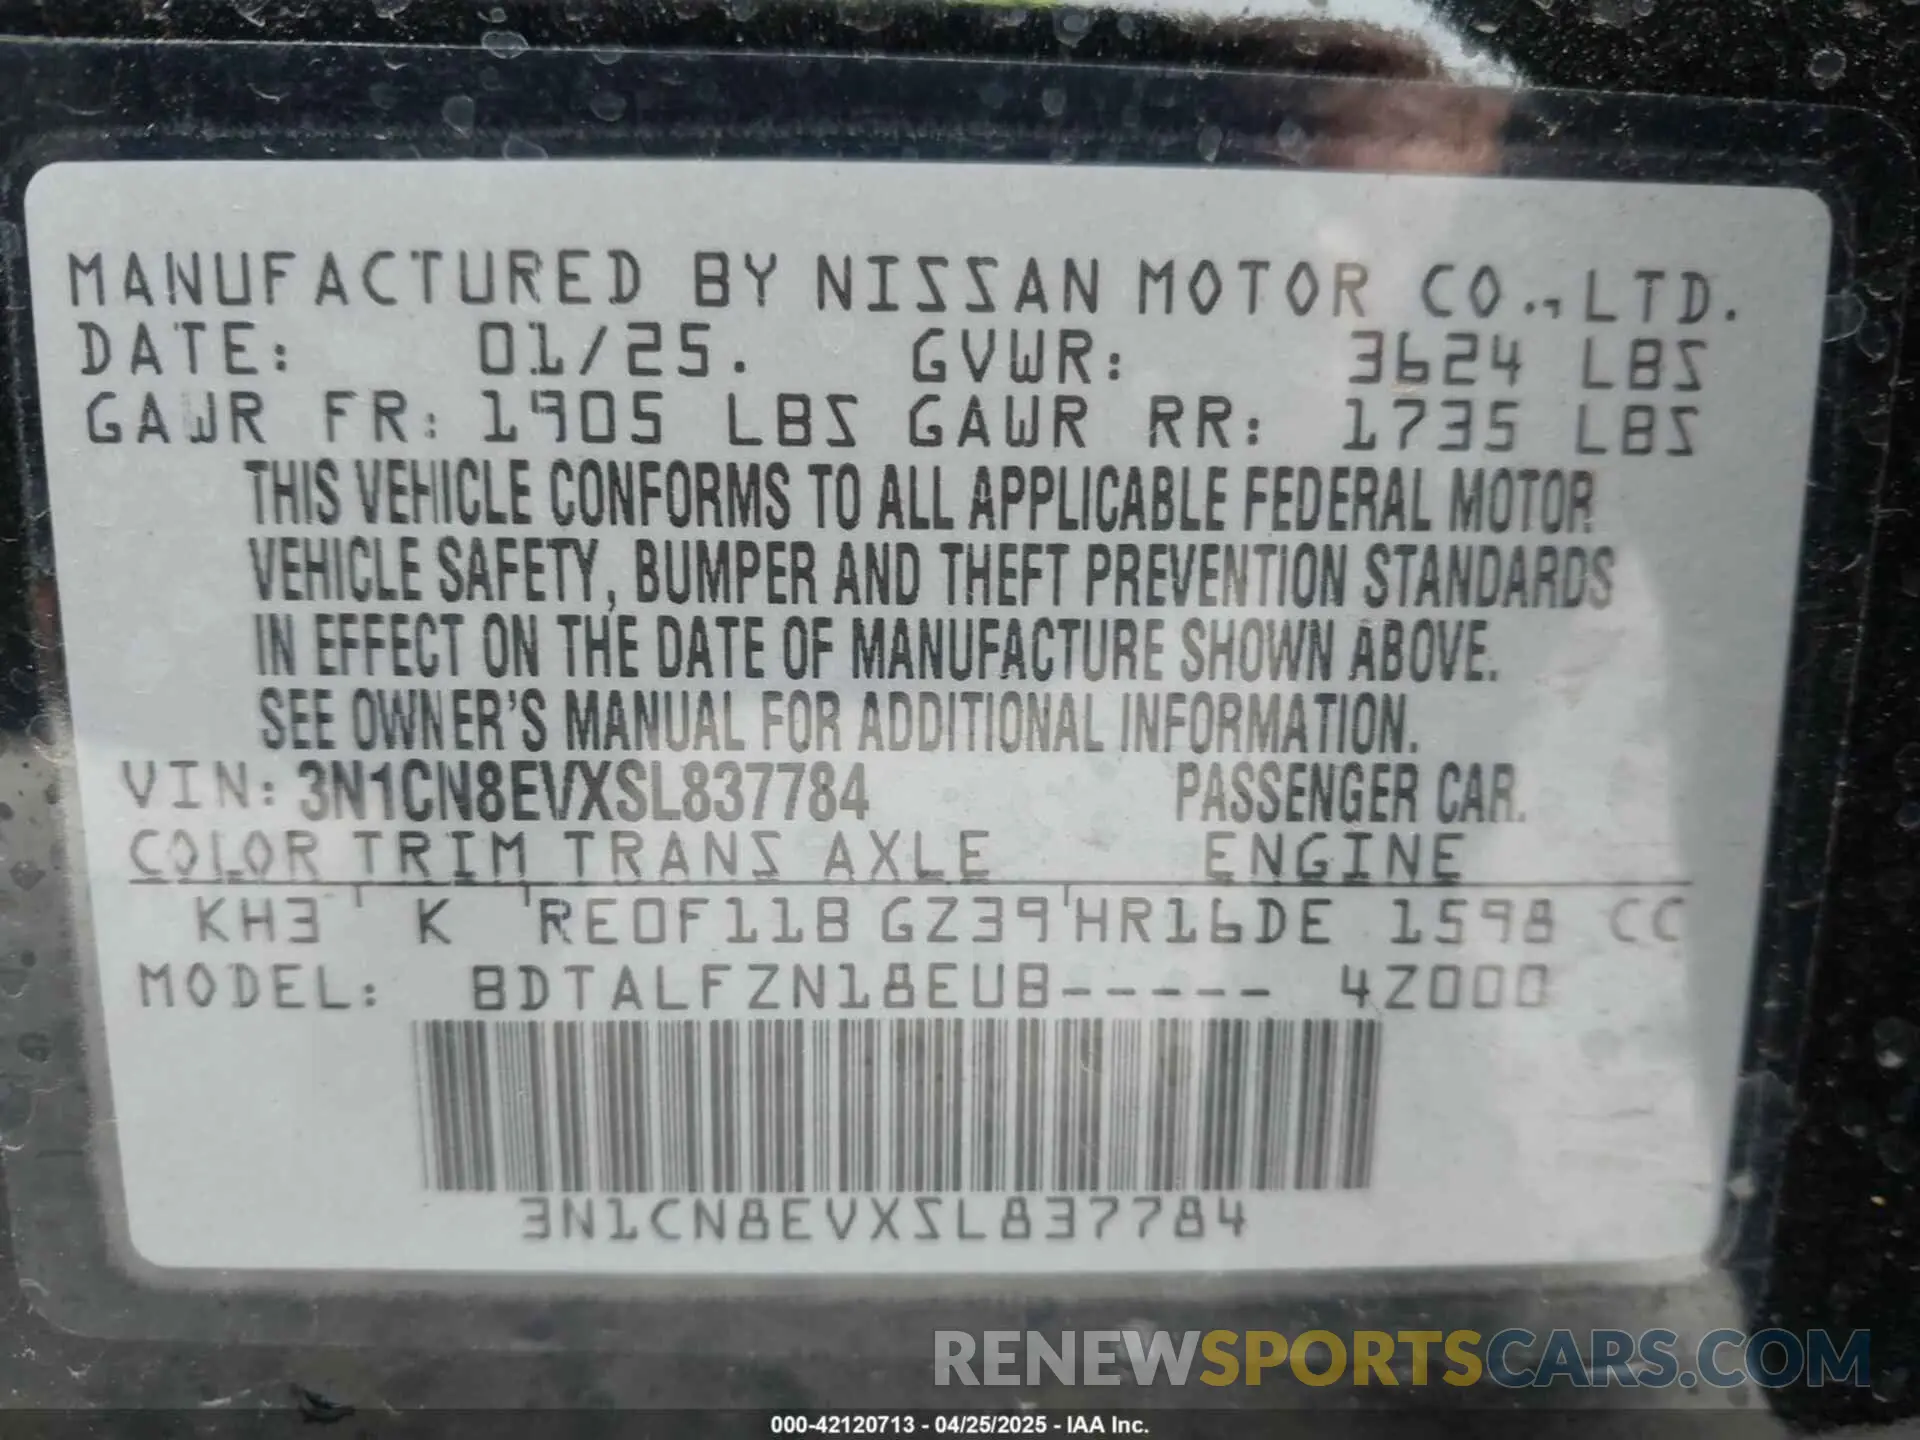 MANUFACTURED BY NISSAN MOTOR CO., LTD.
DATE: 01/25. GVWR: 3624 LBS
GAWR FR: 1905 LBS GAWR RR: 1735 LBS
THIS VEHICLE CONFORMS TO ALL APPLICABLE FEDERAL MOTOR
VEHICLE SAFETY, BUMPER AND THEFT PREVENTION STANDARDS
IN EFFECT ON THE DATE OF MANUFACTURE SHOWN ABOVE.
SEE OWNER'S MANUAL FOR ADDITIONAL INFORMATION.
VIN: 3N1CN8EVXSL837784 PASSENGER CAR.
COLOR TRIM TRANS AXLE ENGINE
KH3 K RE0F11B GZ39 HR16DE 1598 CC
MODEL: BDTALFZN18EUB----- 4Z000
3N1CN8EVXSL837784
RENEWSPORTSCARS.COM
000-42120713 - 04/25/2025 - IAA Inc.